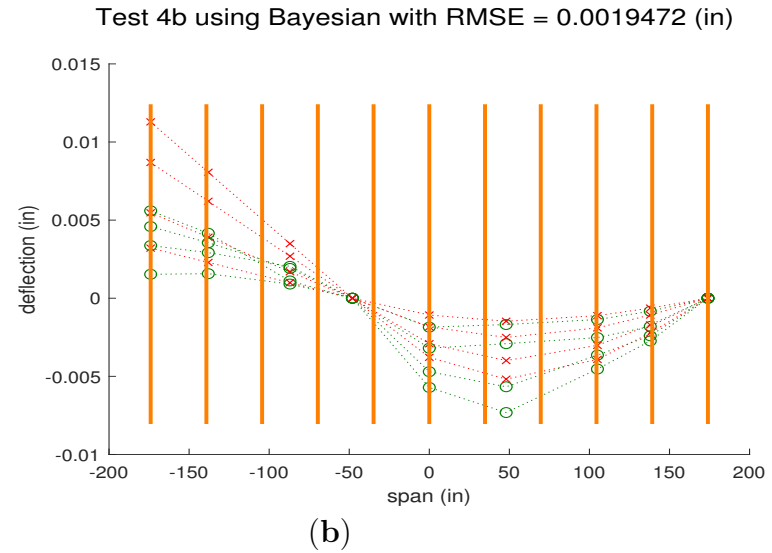 Test 4b using Bayesian with RMSE = 0.0019472 (in)
0.015
0.01
0.005
0
-0.005
-0.01
deflection (in)
-200 -150 -100 -50 0 50 100 150 200
span (in)
(b)